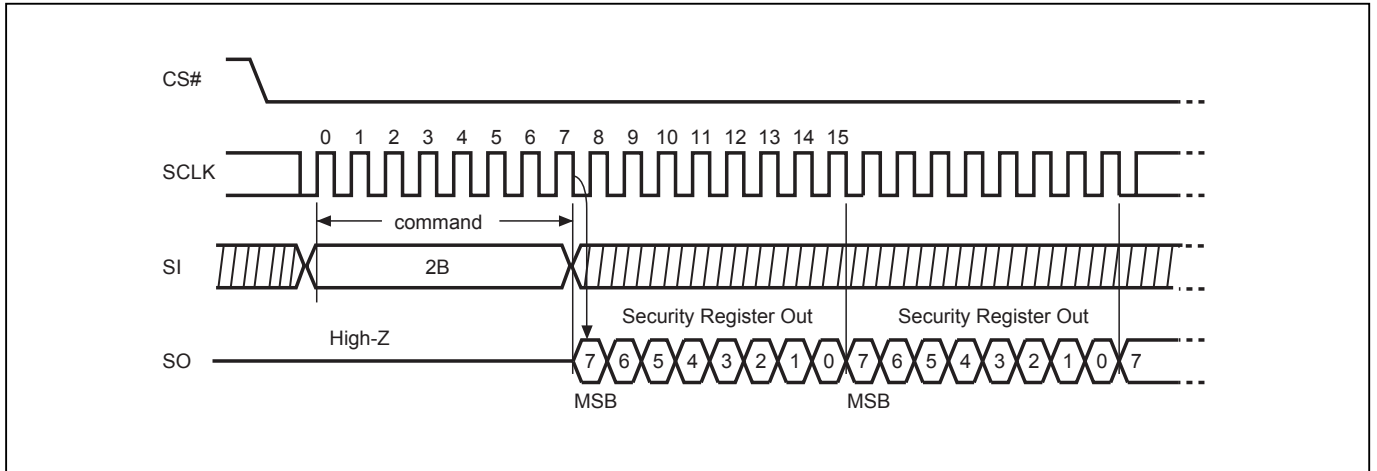 CS#
0 1 2 3 4 5 6 7 8 9 10 11 12 13 14 15
SCLK
command
SI
2B
Security Register Out Security Register Out
High-Z
SO
7 6 5 4 3 2 1 0 7 6 5 4 3 2 1 0 7
MSB MSB